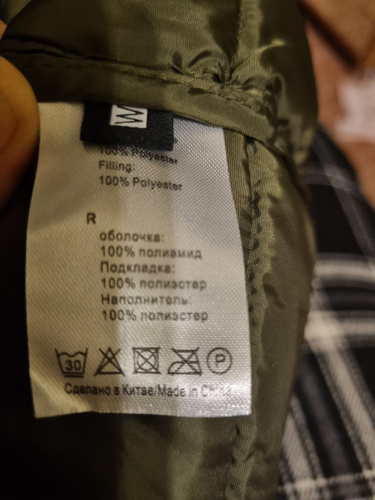 M
100% Polyester
Filling:
100% Polyester
R
оболочка:
100% полиамид
Подкладка:
100% полиэстер
Наполнитель:
100% полиэстер
30 P
Сделано в Китае/Made in China